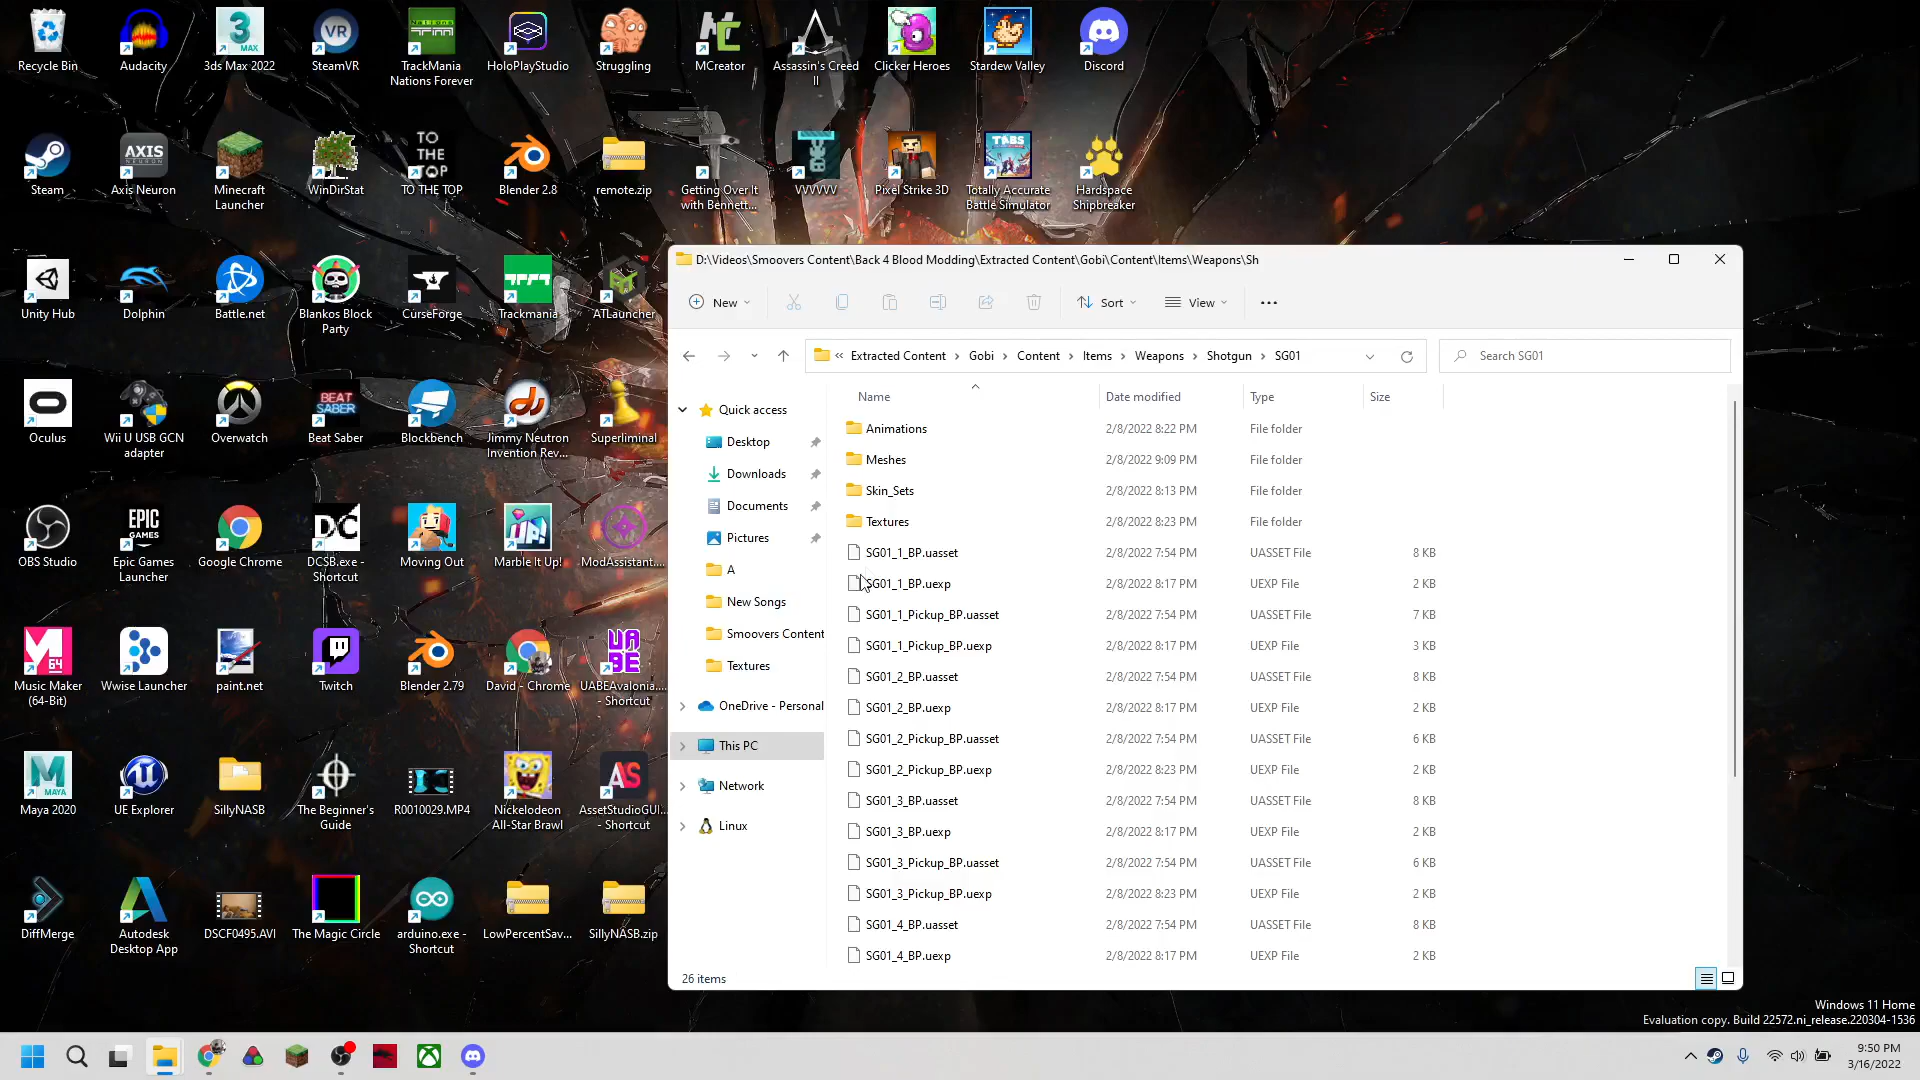 Recycle Bin
Audacity
3ds Max 2022
SteamVR
TrackMania
Nations Forever
HoloPlayStudio
Struggling
MCreator
Assassin's Creed
II
Clicker Heroes
Stardew Valley
Discord
Steam
Axis Neuron
Minecraft
Launcher
WinDirStat
TO THE TOP
Blender 2.8
remote.zip
Getting Over It
with Bennett...
VVVVVV
Pixel Strike 3D
Totally Accurate
Battle Simulator
Hardspace
Shipbreaker
Unity Hub
Dolphin
Battle.net
Blankos Block
Party
CurseForge
Trackmania
ATLauncher
Oculus
Wii U USB GCN
adapter
Overwatch
Beat Saber
Blockbench
Jimmy Neutron
Invention Rev...
Superliminal
OBS Studio
Epic Games
Launcher
Google Chrome
DCSB.exe -
Shortcut
Moving Out
Marble It Up!
ModAssistant....
Music Maker
(64-Bit)
Wwise Launcher
paint.net
Twitch
Blender 2.79
David - Chrome
UABEAvalonia....
- Shortcut
Maya 2020
UE Explorer
SillyNASB
The Beginner's
Guide
R0010029.MP4
Nickelodeon
All-Star Brawl
AssetStudioGUI...
- Shortcut
DiffMerge
Autodesk
Desktop App
DSCF0495.AVI
The Magic Circle
arduino.exe -
Shortcut
LowPercentSav...
SillyNASB.zip
D:\Videos\Smoovers Content\Back 4 Blood Modding\Extracted Content\Gobi\Content\Items\Weapons\Sh
New Sort View
« Extracted Content > Gobi > Content > Items > Weapons > Shotgun > SG01
Search SG01
Quick access
Desktop
Downloads
Documents
Pictures
A
New Songs
Smoovers Content
Textures
OneDrive - Personal
This PC
Network
Linux
Name Date modified Type Size
Animations 2/8/2022 8:22 PM File folder
Meshes 2/8/2022 9:09 PM File folder
Skin_Sets 2/8/2022 8:13 PM File folder
Textures 2/8/2022 8:23 PM File folder
SG01_1_BP.uasset 2/8/2022 7:54 PM UASSET File 8 KB
SG01_1_BP.uexp 2/8/2022 8:17 PM UEXP File 2 KB
SG01_1_Pickup_BP.uasset 2/8/2022 7:54 PM UASSET File 7 KB
SG01_1_Pickup_BP.uexp 2/8/2022 8:17 PM UEXP File 3 KB
SG01_2_BP.uasset 2/8/2022 7:54 PM UASSET File 8 KB
SG01_2_BP.uexp 2/8/2022 8:17 PM UEXP File 2 KB
SG01_2_Pickup_BP.uasset 2/8/2022 7:54 PM UASSET File 6 KB
SG01_2_Pickup_BP.uexp 2/8/2022 8:23 PM UEXP File 2 KB
SG01_3_BP.uasset 2/8/2022 7:54 PM UASSET File 8 KB
SG01_3_BP.uexp 2/8/2022 8:17 PM UEXP File 2 KB
SG01_3_Pickup_BP.uasset 2/8/2022 7:54 PM UASSET File 6 KB
SG01_3_Pickup_BP.uexp 2/8/2022 8:23 PM UEXP File 2 KB
SG01_4_BP.uasset 2/8/2022 7:54 PM UASSET File 8 KB
SG01_4_BP.uexp 2/8/2022 8:17 PM UEXP File 2 KB
26 items
Windows 11 Home
Evaluation copy. Build 22572.ni_release.220304-1536
9:50 PM
3/16/2022